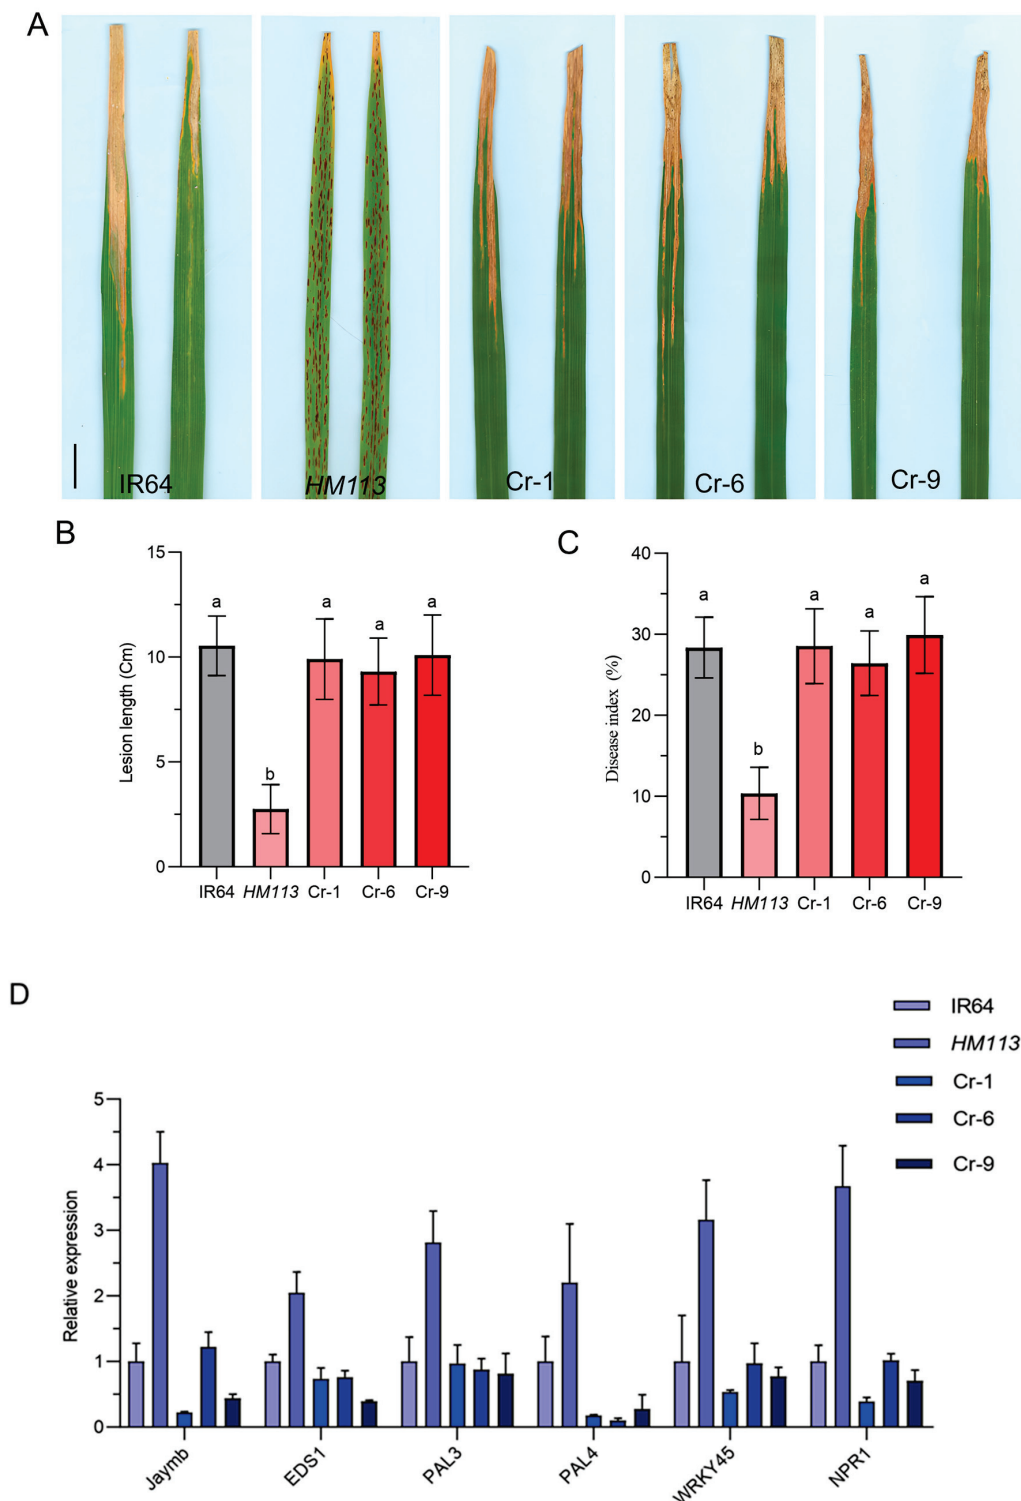 A
IR64 HM113 Cr-1 Cr-6 Cr-9
B
15
10
5
0
Lesion length (Cm)
a b a a a
IR64 HM113 Cr-1 Cr-6 Cr-9
C
40
30
20
10
0
Disease index (%)
a b a a a
IR64 HM113 Cr-1 Cr-6 Cr-9
D
IR64
HM113
Cr-1
Cr-6
Cr-9
5
4
3
2
1
0
Relative expression
Jaymb EDS1 PAL3 PAL4 WRKY45 NPR1